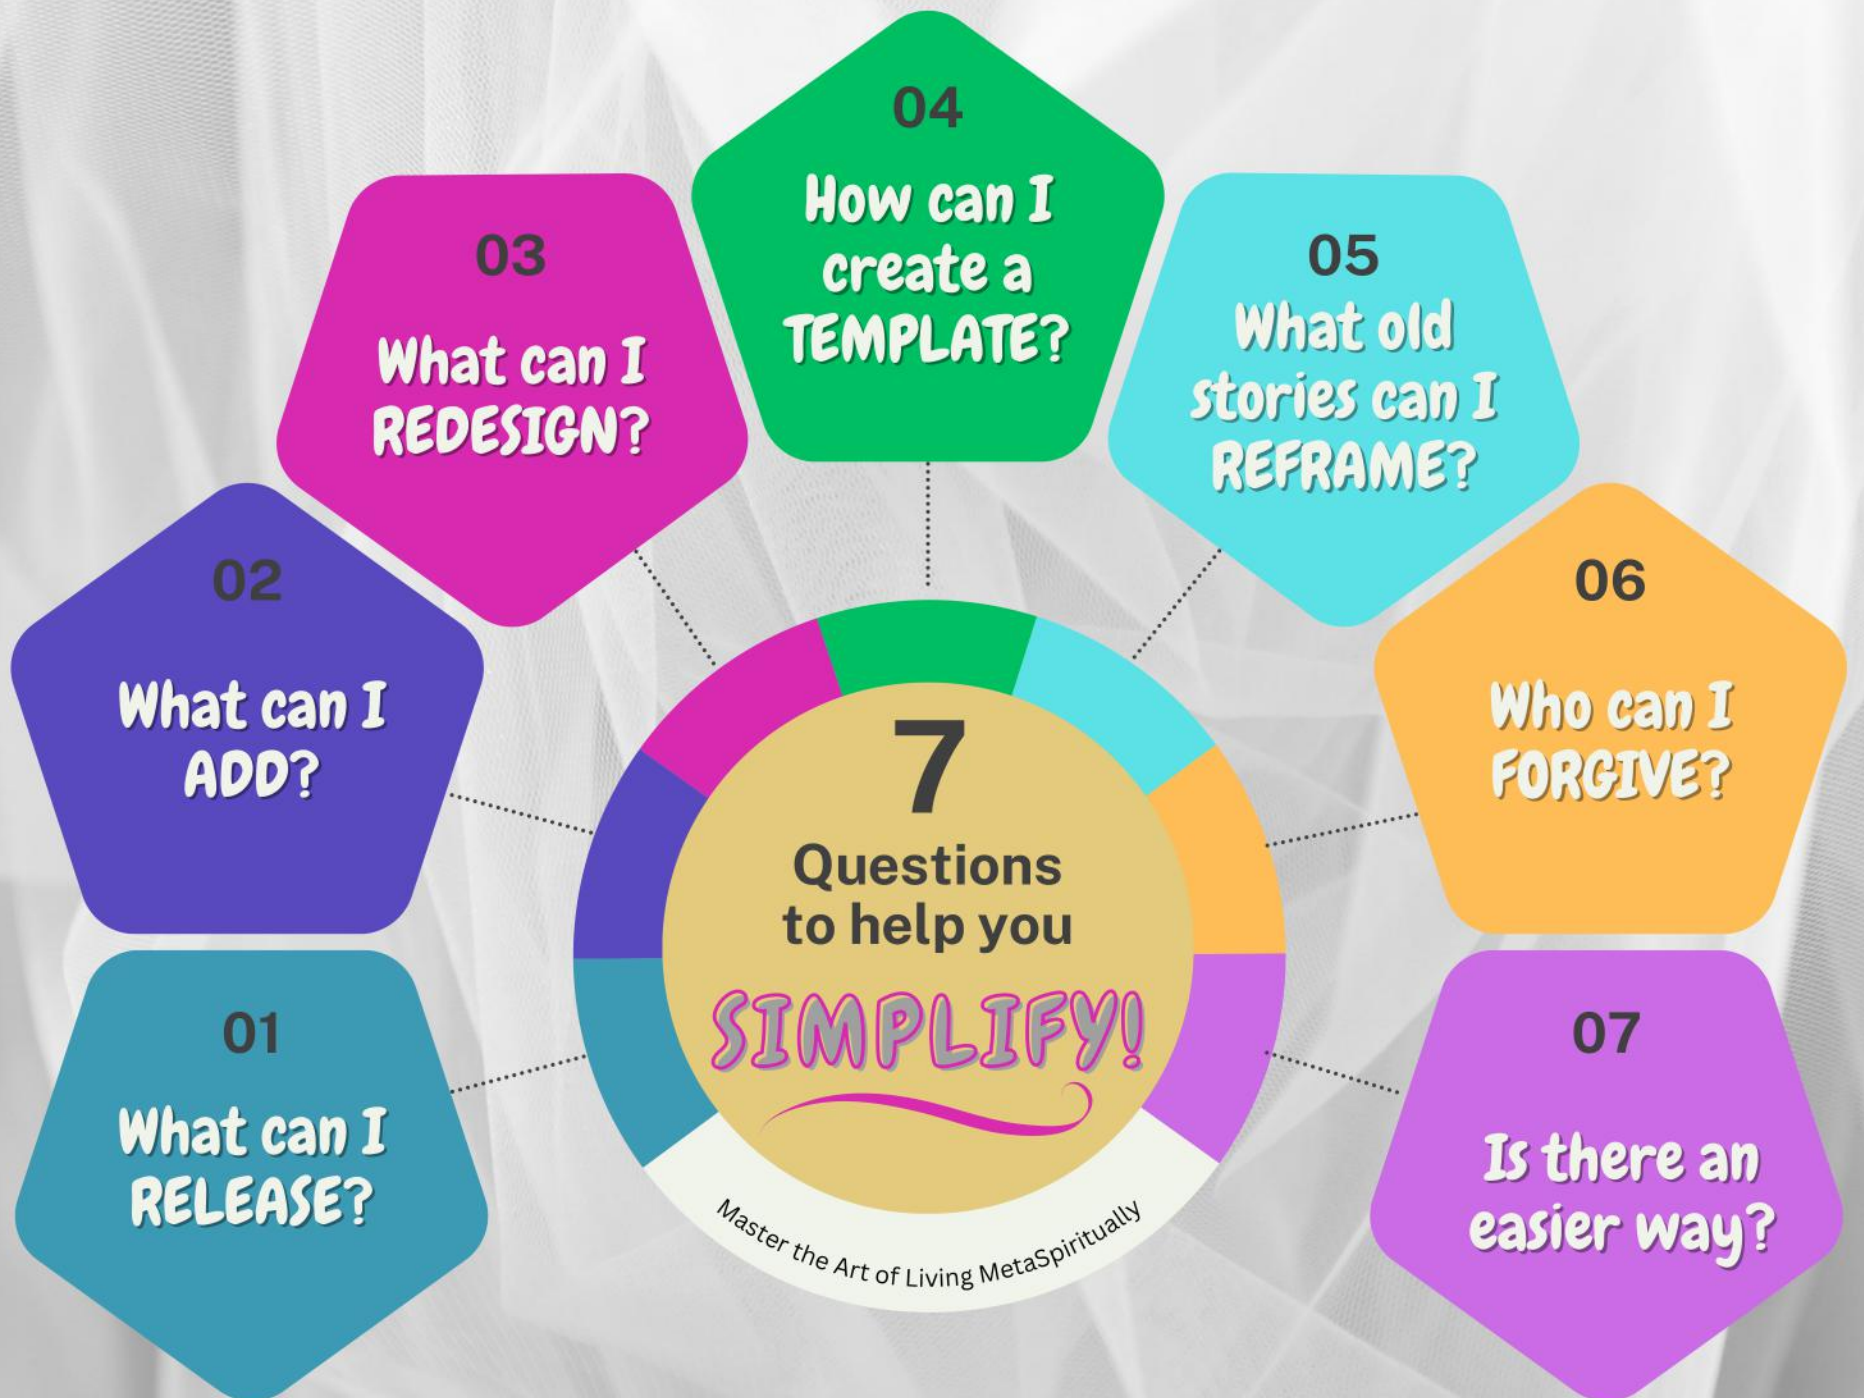 7
Questions
to help you
SIMPLIFY!
Master the Art of Living MetaSpiritually
01
What can I
RELEASE?
02
What can I
ADD?
03
What can I
REDESIGN?
04
How can I
create a
TEMPLATE?
05
What old
stories can I
REFRAME?
06
Who can I
FORGIVE?
07
Is there an
easier way?